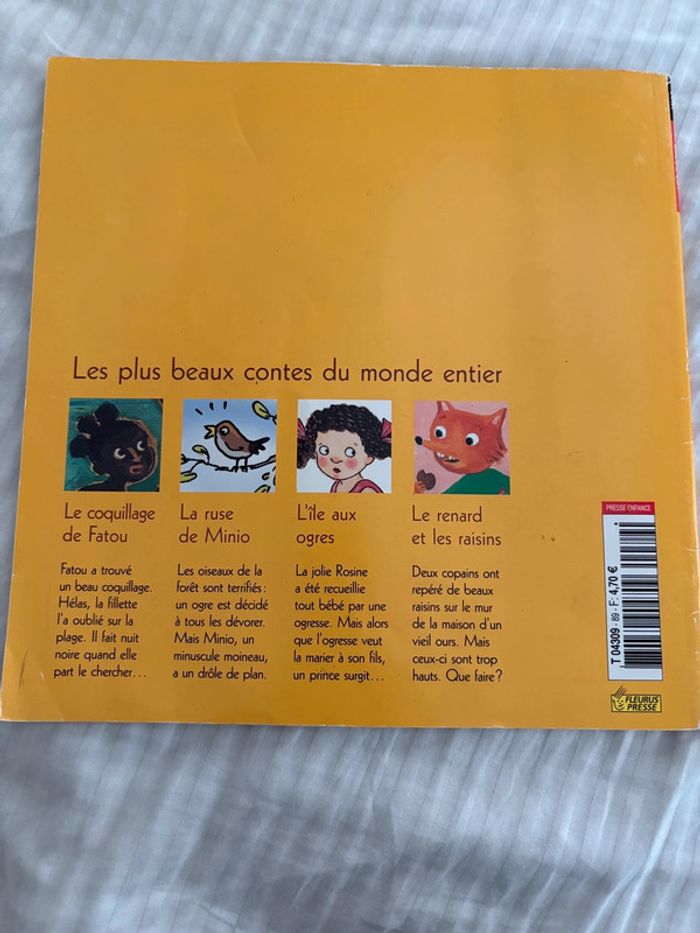 Les plus beaux contes du monde entier
Le coquillage
de Fatou
Fatou a trouvé
un beau coquillage.
Hélas, la fillette
l'a oublié sur la
plage. Il fait nuit
noire quand elle
part le chercher...
La ruse
de Minio
Les oiseaux de la
forêt sont terrifiés :
un ogre est décidé
à tous les dévorer.
Mais Minio, un
minuscule moineau,
a un drôle de plan.
L'île aux
ogres
La jolie Rosine
a été recueillie
tout bébé par une
ogresse. Mais alors
que l'ogresse veut
la marier à son fils,
un prince surgit...
Le renard
et les raisins
Deux copains ont
repéré de beaux
raisins sur le mur
de la maison d'un
vieil ours. Mais
ceux-ci sont trop
hauts. Que faire ?
PRESSE ENFANCE
T 04309 - 89 - F: 4,70 €
FLEURUS
PRESSE